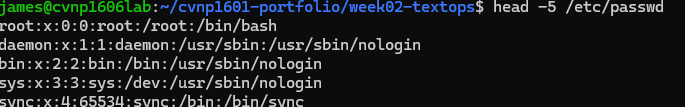 james@cvnp1606lab:~/cvnp1601-portfolio/week02-textops$ head -5 /etc/passwd
root:x:0:0:root:/root:/bin/bash
daemon:x:1:1:daemon:/usr/sbin:/usr/sbin/nologin
bin:x:2:2:bin:/bin:/usr/sbin/nologin
sys:x:3:3:sys:/dev:/usr/sbin/nologin
sync:x:4:65534:sync:/bin:/bin/sync